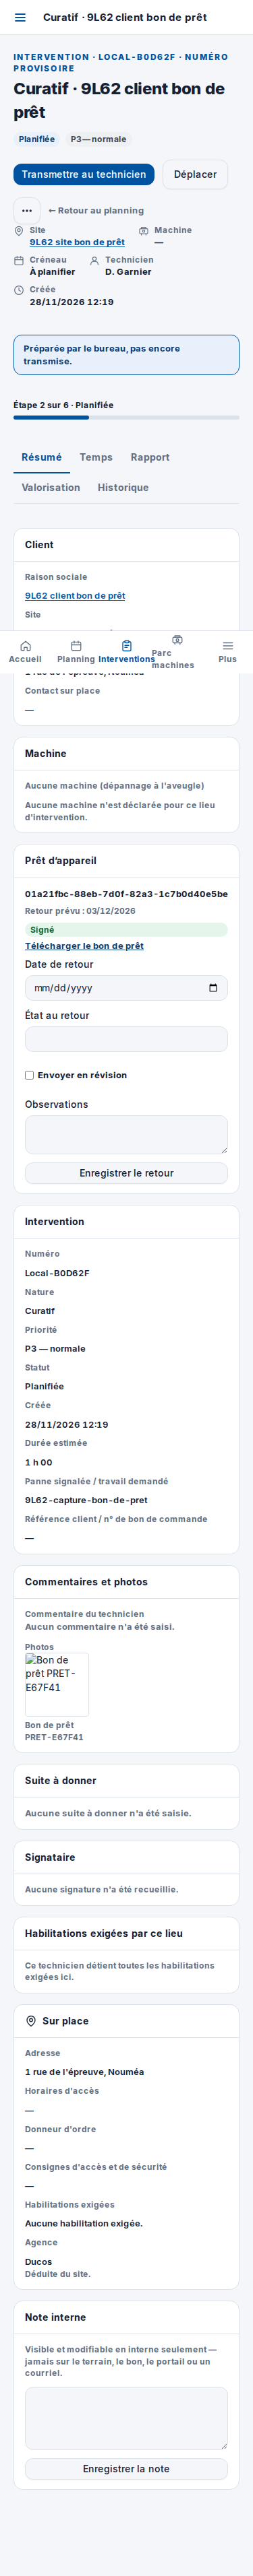 Curatif · 9L62 client bon de prêt
INTERVENTION · LOCAL-B0D62F · NUMÉRO
PROVISOIRE
Curatif · 9L62 client bon de
prêt
Planifiée
P3 — normale
Transmettre au technicien
Déplacer
← Retour au planning
Site
9L62 site bon de prêt
Machine
—
Créneau
À planifier
Technicien
D. Garnier
Créée
28/11/2026 12:19
Préparée par le bureau, pas encore
transmise.
Étape 2 sur 6 · Planifiée
Résumé
Temps
Rapport
Valorisation
Historique
Client
Raison sociale
9L62 client bon de prêt
Site
Accueil
Planning
Interventions
Parc
machines
Plus
Contact sur place
—
Machine
Aucune machine (dépannage à l'aveugle)
Aucune machine n'est déclarée pour ce lieu
d'intervention.
Prêt d'appareil
01a21fbc-88eb-7d0f-82a3-1c7b0d40e5be
Retour prévu : 03/12/2026
Signé
Télécharger le bon de prêt
Date de retour
mm/dd/yyyy
État au retour
Envoyer en révision
Observations
Enregistrer le retour
Intervention
Numéro
Local-B0D62F
Nature
Curatif
Priorité
P3 — normale
Statut
Planifiée
Créée
28/11/2026 12:19
Durée estimée
1 h 00
Panne signalée / travail demandé
9L62-capture-bon-de-pret
Référence client / n° de bon de commande
—
Commentaires et photos
Commentaire du technicien
Aucun commentaire n'a été saisi.
Photos
Bon de
prêt PRET-
E67F41
Bon de prêt
PRET-E67F41
Suite à donner
Aucune suite à donner n'a été saisie.
Signataire
Aucune signature n'a été recueillie.
Habilitations exigées par ce lieu
Ce technicien détient toutes les habilitations
exigées ici.
Sur place
Adresse
1 rue de l'épreuve, Nouméa
Horaires d'accès
—
Donneur d'ordre
—
Consignes d'accès et de sécurité
—
Habilitations exigées
Aucune habilitation exigée.
Agence
Ducos
Déduite du site.
Note interne
Visible et modifiable en interne seulement —
jamais sur le terrain, le bon, le portail ou un
courriel.
Enregistrer la note